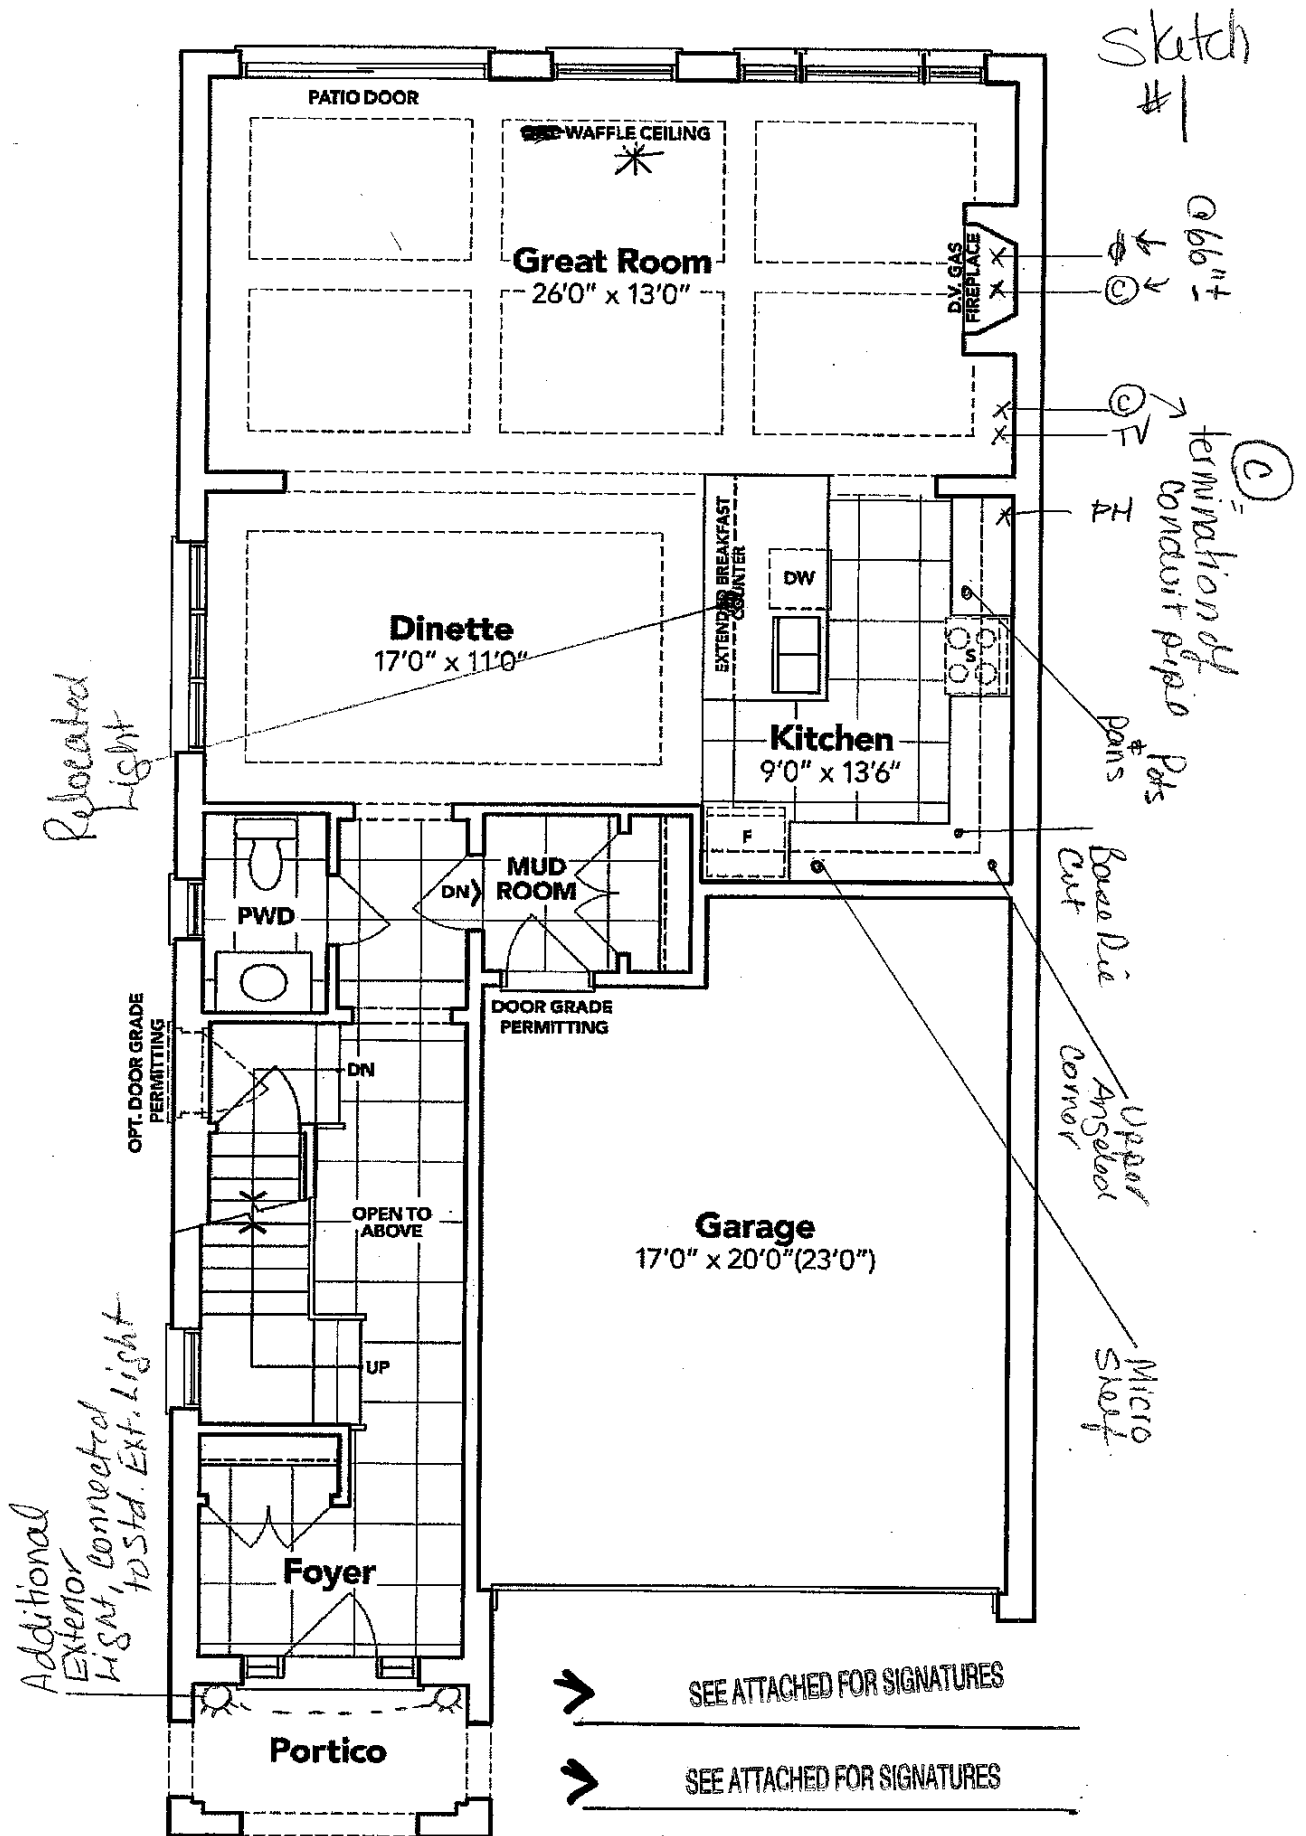 Sketch
#1
PATIO DOOR
WAFFLE CEILING
Great Room
26'0" x 13'0"
D.V. GAS
FIREPLACE
@66"±
C
C
TV
PH
C
= termination of
conduit pipe
EXTENDED BREAKFAST
COUNTER
DW
S
Dinette
17'0" x 11'0"
Relocated
Light
Kitchen
9'0" x 13'6"
F
Pots
&
Pans
Base Die
Cut
Upper
Angled
Corner
Micro
Shelf
PWD
DN
MUD
ROOM
DOOR GRADE
PERMITTING
OPT. DOOR GRADE
PERMITTING
DN
OPEN TO
ABOVE
UP
Garage
17'0" x 20'0"(23'0")
Foyer
Additional
Exterior
Light, connected
to Std. Ext. Light
Portico
SEE ATTACHED FOR SIGNATURES
SEE ATTACHED FOR SIGNATURES